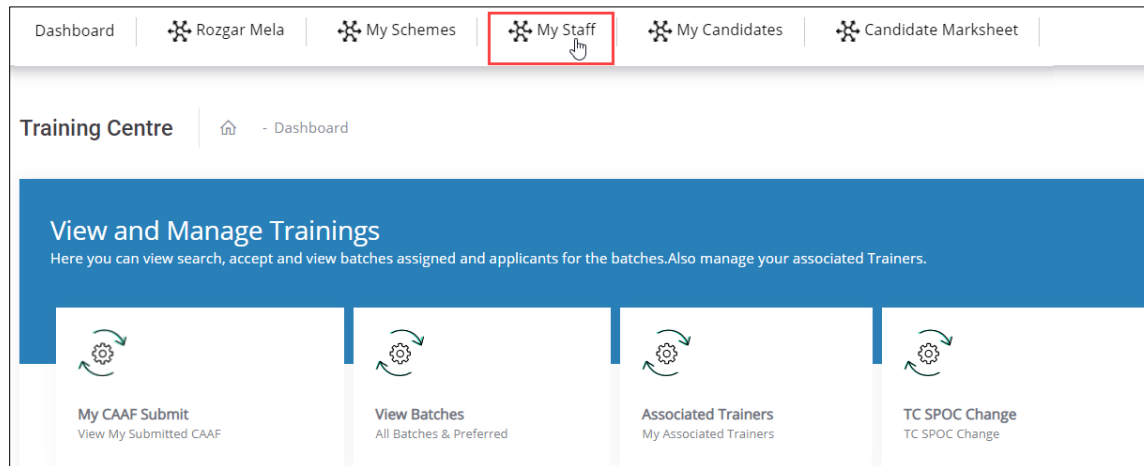 Dashboard Rozgar Mela My Schemes My Staff My Candidates Candidate Marksheet
Training Centre - Dashboard
View and Manage Trainings
Here you can view search, accept and view batches assigned and applicants for the batches.Also manage your associated Trainers.
My CAAF Submit View Batches Associated Trainers TC SPOC Change
View My Submitted CAAF All Batches & Preferred My Associated Trainers TC SPOC Change